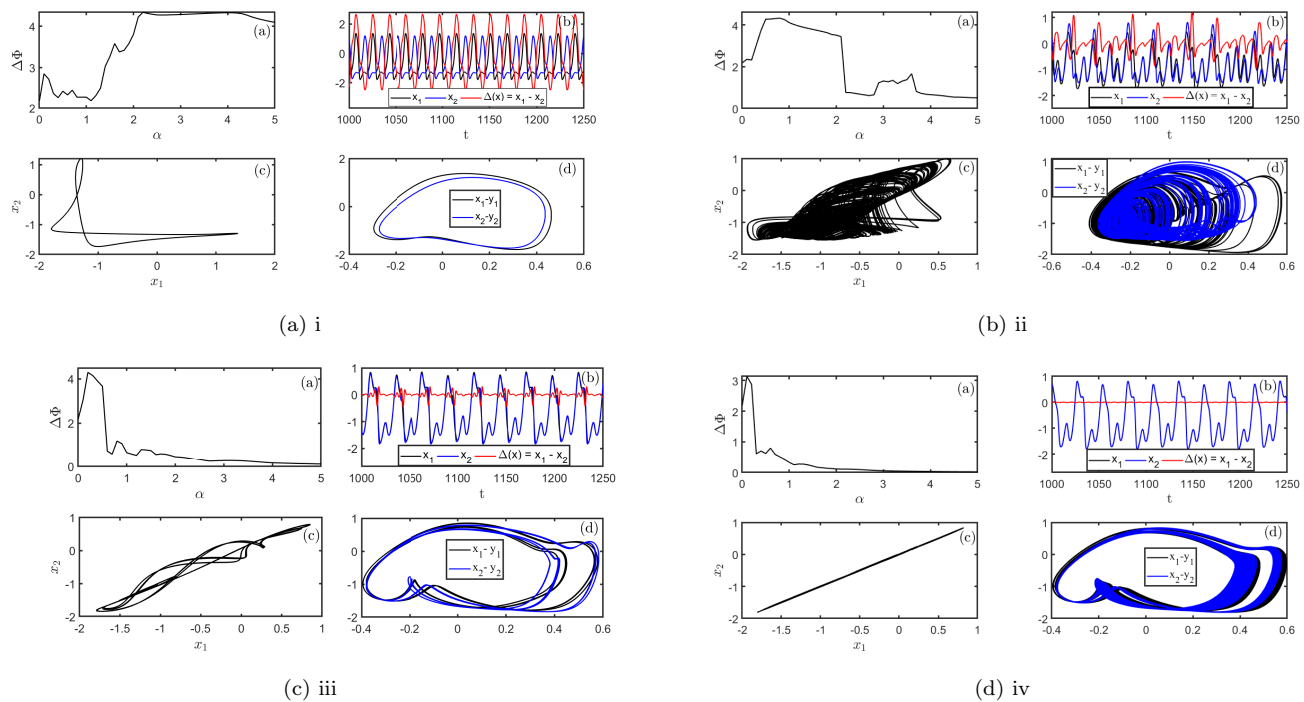 (a)
ΔΦ
4
3
2
0 1 2 3 4 5
α
(b)
2
0
-2
x1 x2 Δ(x) = x1 - x2
1000 1050 1100 1150 1200 1250
t
(c)
x2
1
0
-1
-2
-2 -1 0 1 2
x1
(d)
2
0
-2
x1-y1
x2-y2
-0.4 -0.2 0 0.2 0.4 0.6
(a) i
(a)
ΔΦ
4
2
0
0 1 2 3 4 5
α
(b)
1
0
-1
-2
x1 x2 Δ(x) = x1 - x2
1000 1050 1100 1150 1200 1250
t
(c)
x2
1
0
-1
-2
-2 -1.5 -1 -0.5 0 0.5 1
x1
(d)
1
0
-1
-2
x1- y1
x2- y2
-0.6 -0.4 -0.2 0 0.2 0.4 0.6
(b) ii
(a)
ΔΦ
4
2
0
0 1 2 3 4 5
α
(b)
1
0
-1
-2
x1 x2 Δ(x) = x1 - x2
1000 1050 1100 1150 1200 1250
t
(c)
x2
1
0
-1
-2
-2 -1.5 -1 -0.5 0 0.5 1
x1
(d)
1
0
-1
-2
x1- y1
x2- y2
-0.4 -0.2 0 0.2 0.4 0.6
(c) iii
(a)
ΔΦ
3
2
1
0
0 1 2 3 4 5
α
(b)
1
0
-1
-2
x1 x2 Δ(x) = x1 - x2
1000 1050 1100 1150 1200 1250
t
(c)
x2
1
0
-1
-2
-2 -1.5 -1 -0.5 0 0.5 1
x1
(d)
1
0
-1
-2
x1-y1
x2-y2
-0.4 -0.2 0 0.2 0.4 0.6
(d) iv